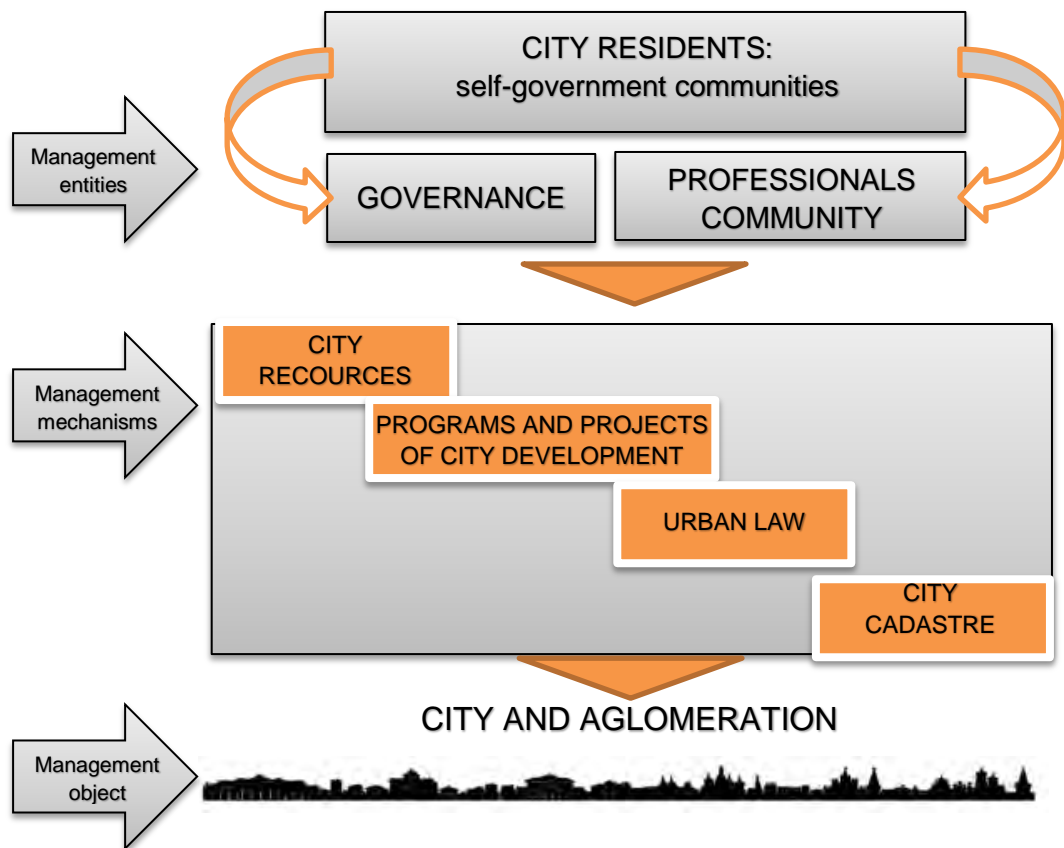 CITY RESIDENTS:
self-government communities
Management
entities
GOVERNANCE
PROFESSIONALS
COMMUNITY
Management
mechanisms
CITY
RECOURCES
PROGRAMS AND PROJECTS
OF CITY DEVELOPMENT
URBAN LAW
CITY
CADASTRE
CITY AND AGLOMERATION
Management
object